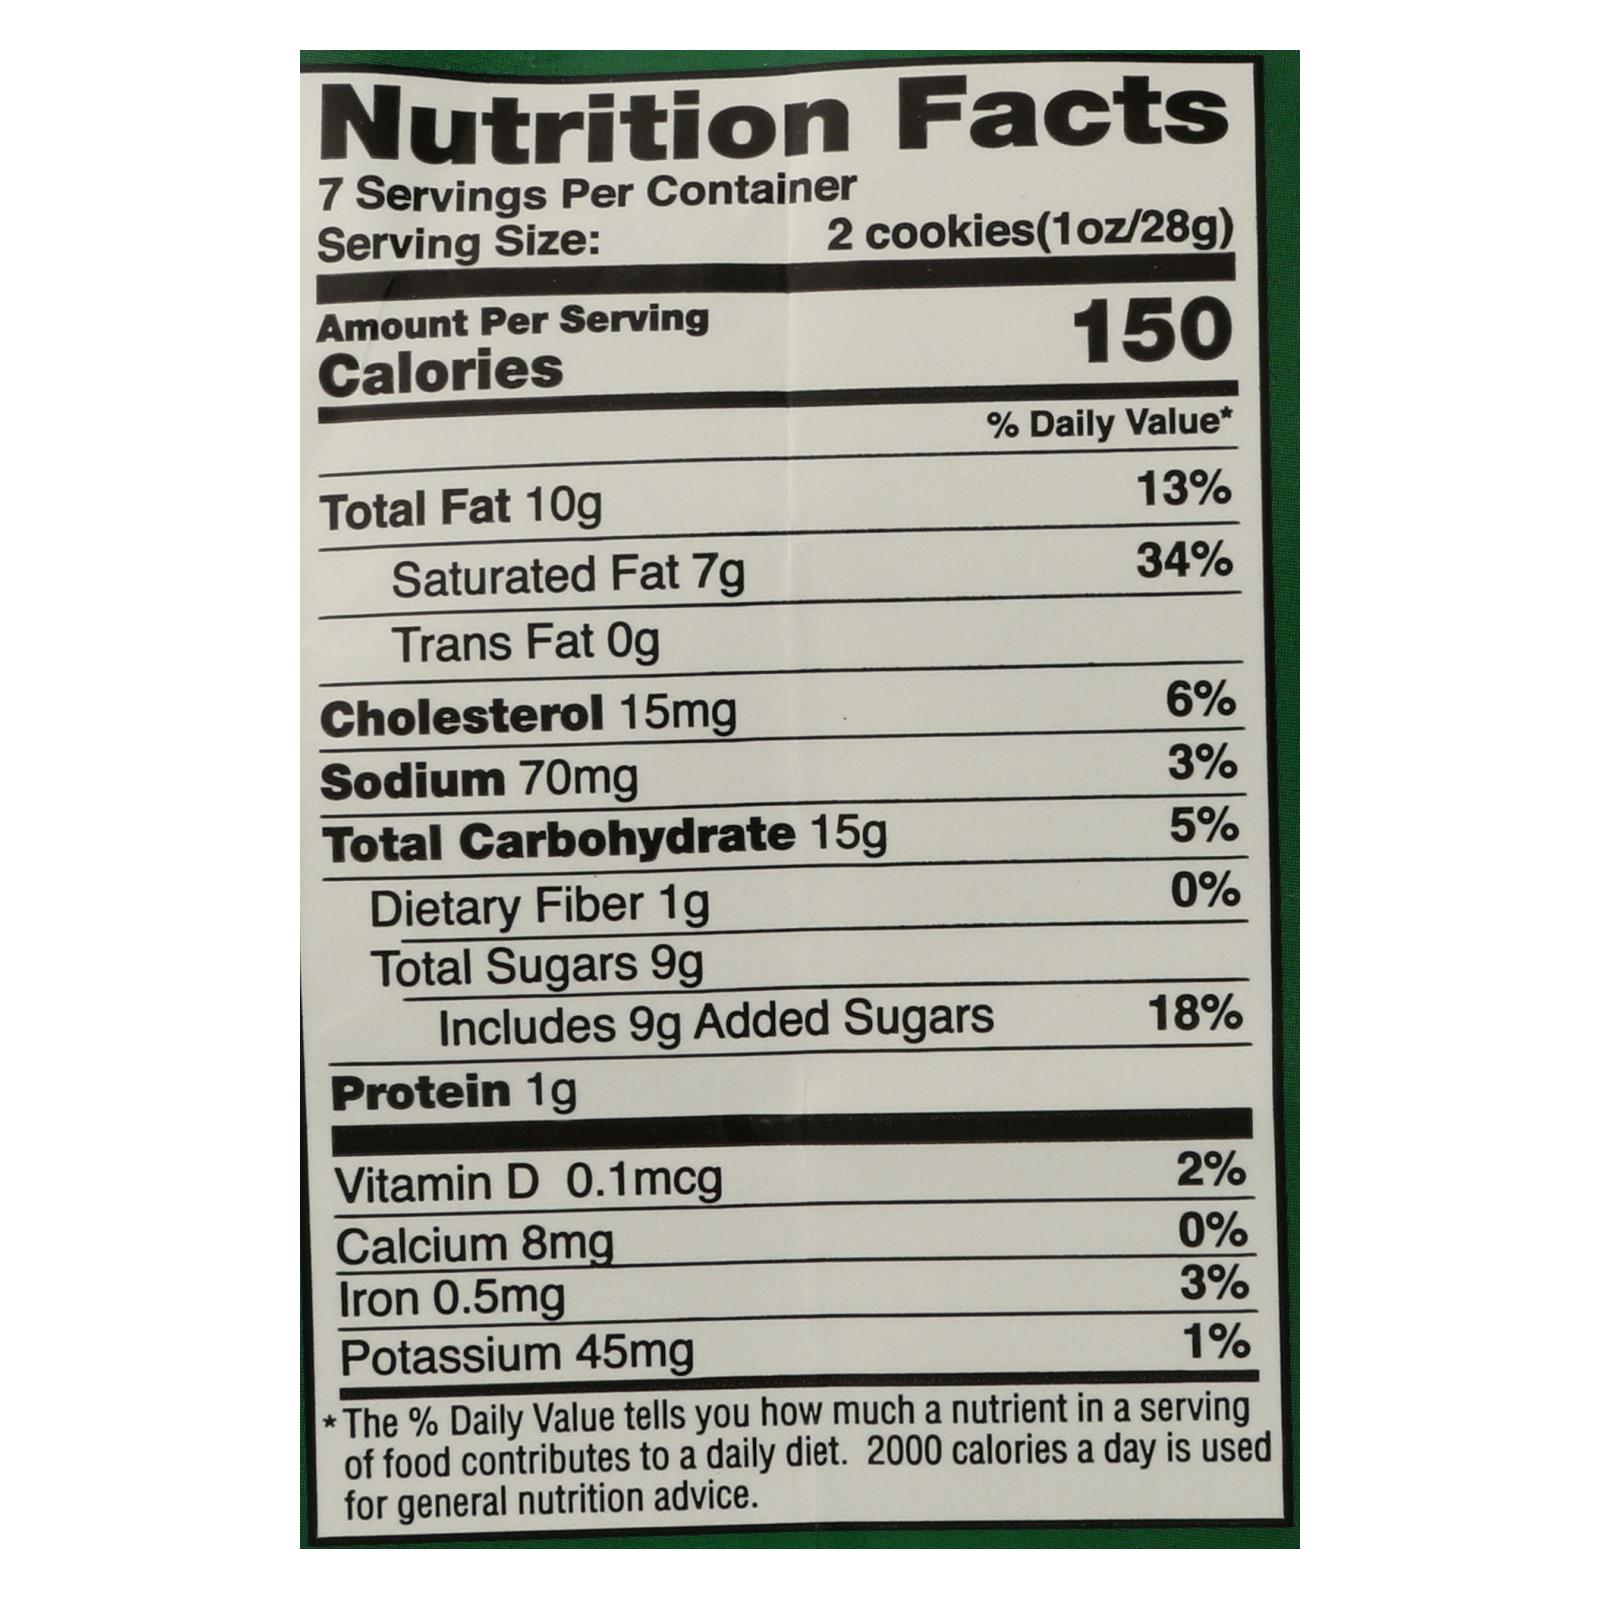 Nutrition Facts
7 Servings Per Container
Serving Size: 2 cookies(1oz/28g)
Amount Per Serving
Calories 150
% Daily Value*
Total Fat 10g 13%
Saturated Fat 7g 34%
Trans Fat 0g
Cholesterol 15mg 6%
Sodium 70mg 3%
Total Carbohydrate 15g 5%
Dietary Fiber 1g 0%
Total Sugars 9g
Includes 9g Added Sugars 18%
Protein 1g
Vitamin D 0.1mcg 2%
Calcium 8mg 0%
Iron 0.5mg 3%
Potassium 45mg 1%
* The % Daily Value tells you how much a nutrient in a serving
of food contributes to a daily diet. 2000 calories a day is used
for general nutrition advice.